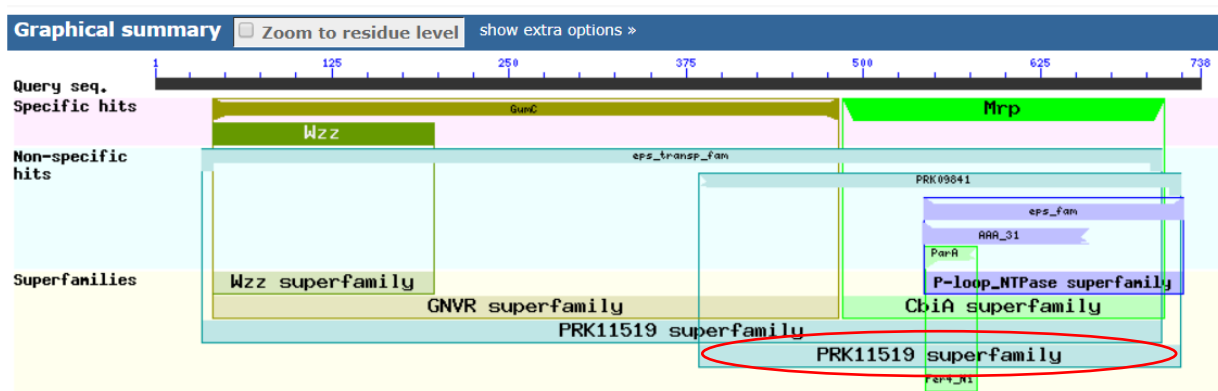 Graphical summary Zoom to residue level show extra options »
1 125 250 375 500 625 738
Query seq.
Specific hits GumC Mrp
Wzz
Non-specific eps_transp_fam
hits PRK09841
eps_fam
AAA_31
ParA
Superfamilies Wzz superfamily P-loop_NTPase superfamily
GNVR superfamily CbiA superfamily
PRK11519 superfamily
PRK11519 superfamily
Fer4_NI